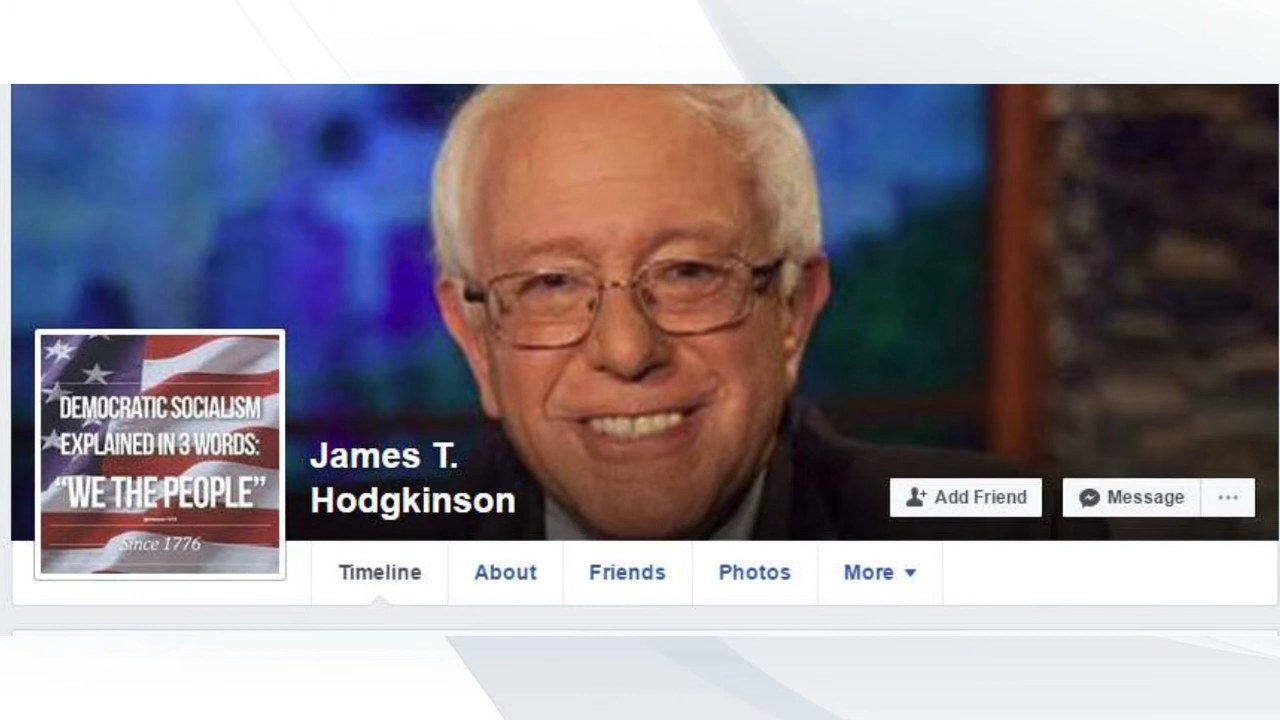 DEMOCRATIC SOCIALISM
EXPLAINED IN 3 WORDS:
“WE THE PEOPLE”
Since 1776
James T.
Hodgkinson
Add Friend
Message
Timeline
About
Friends
Photos
More